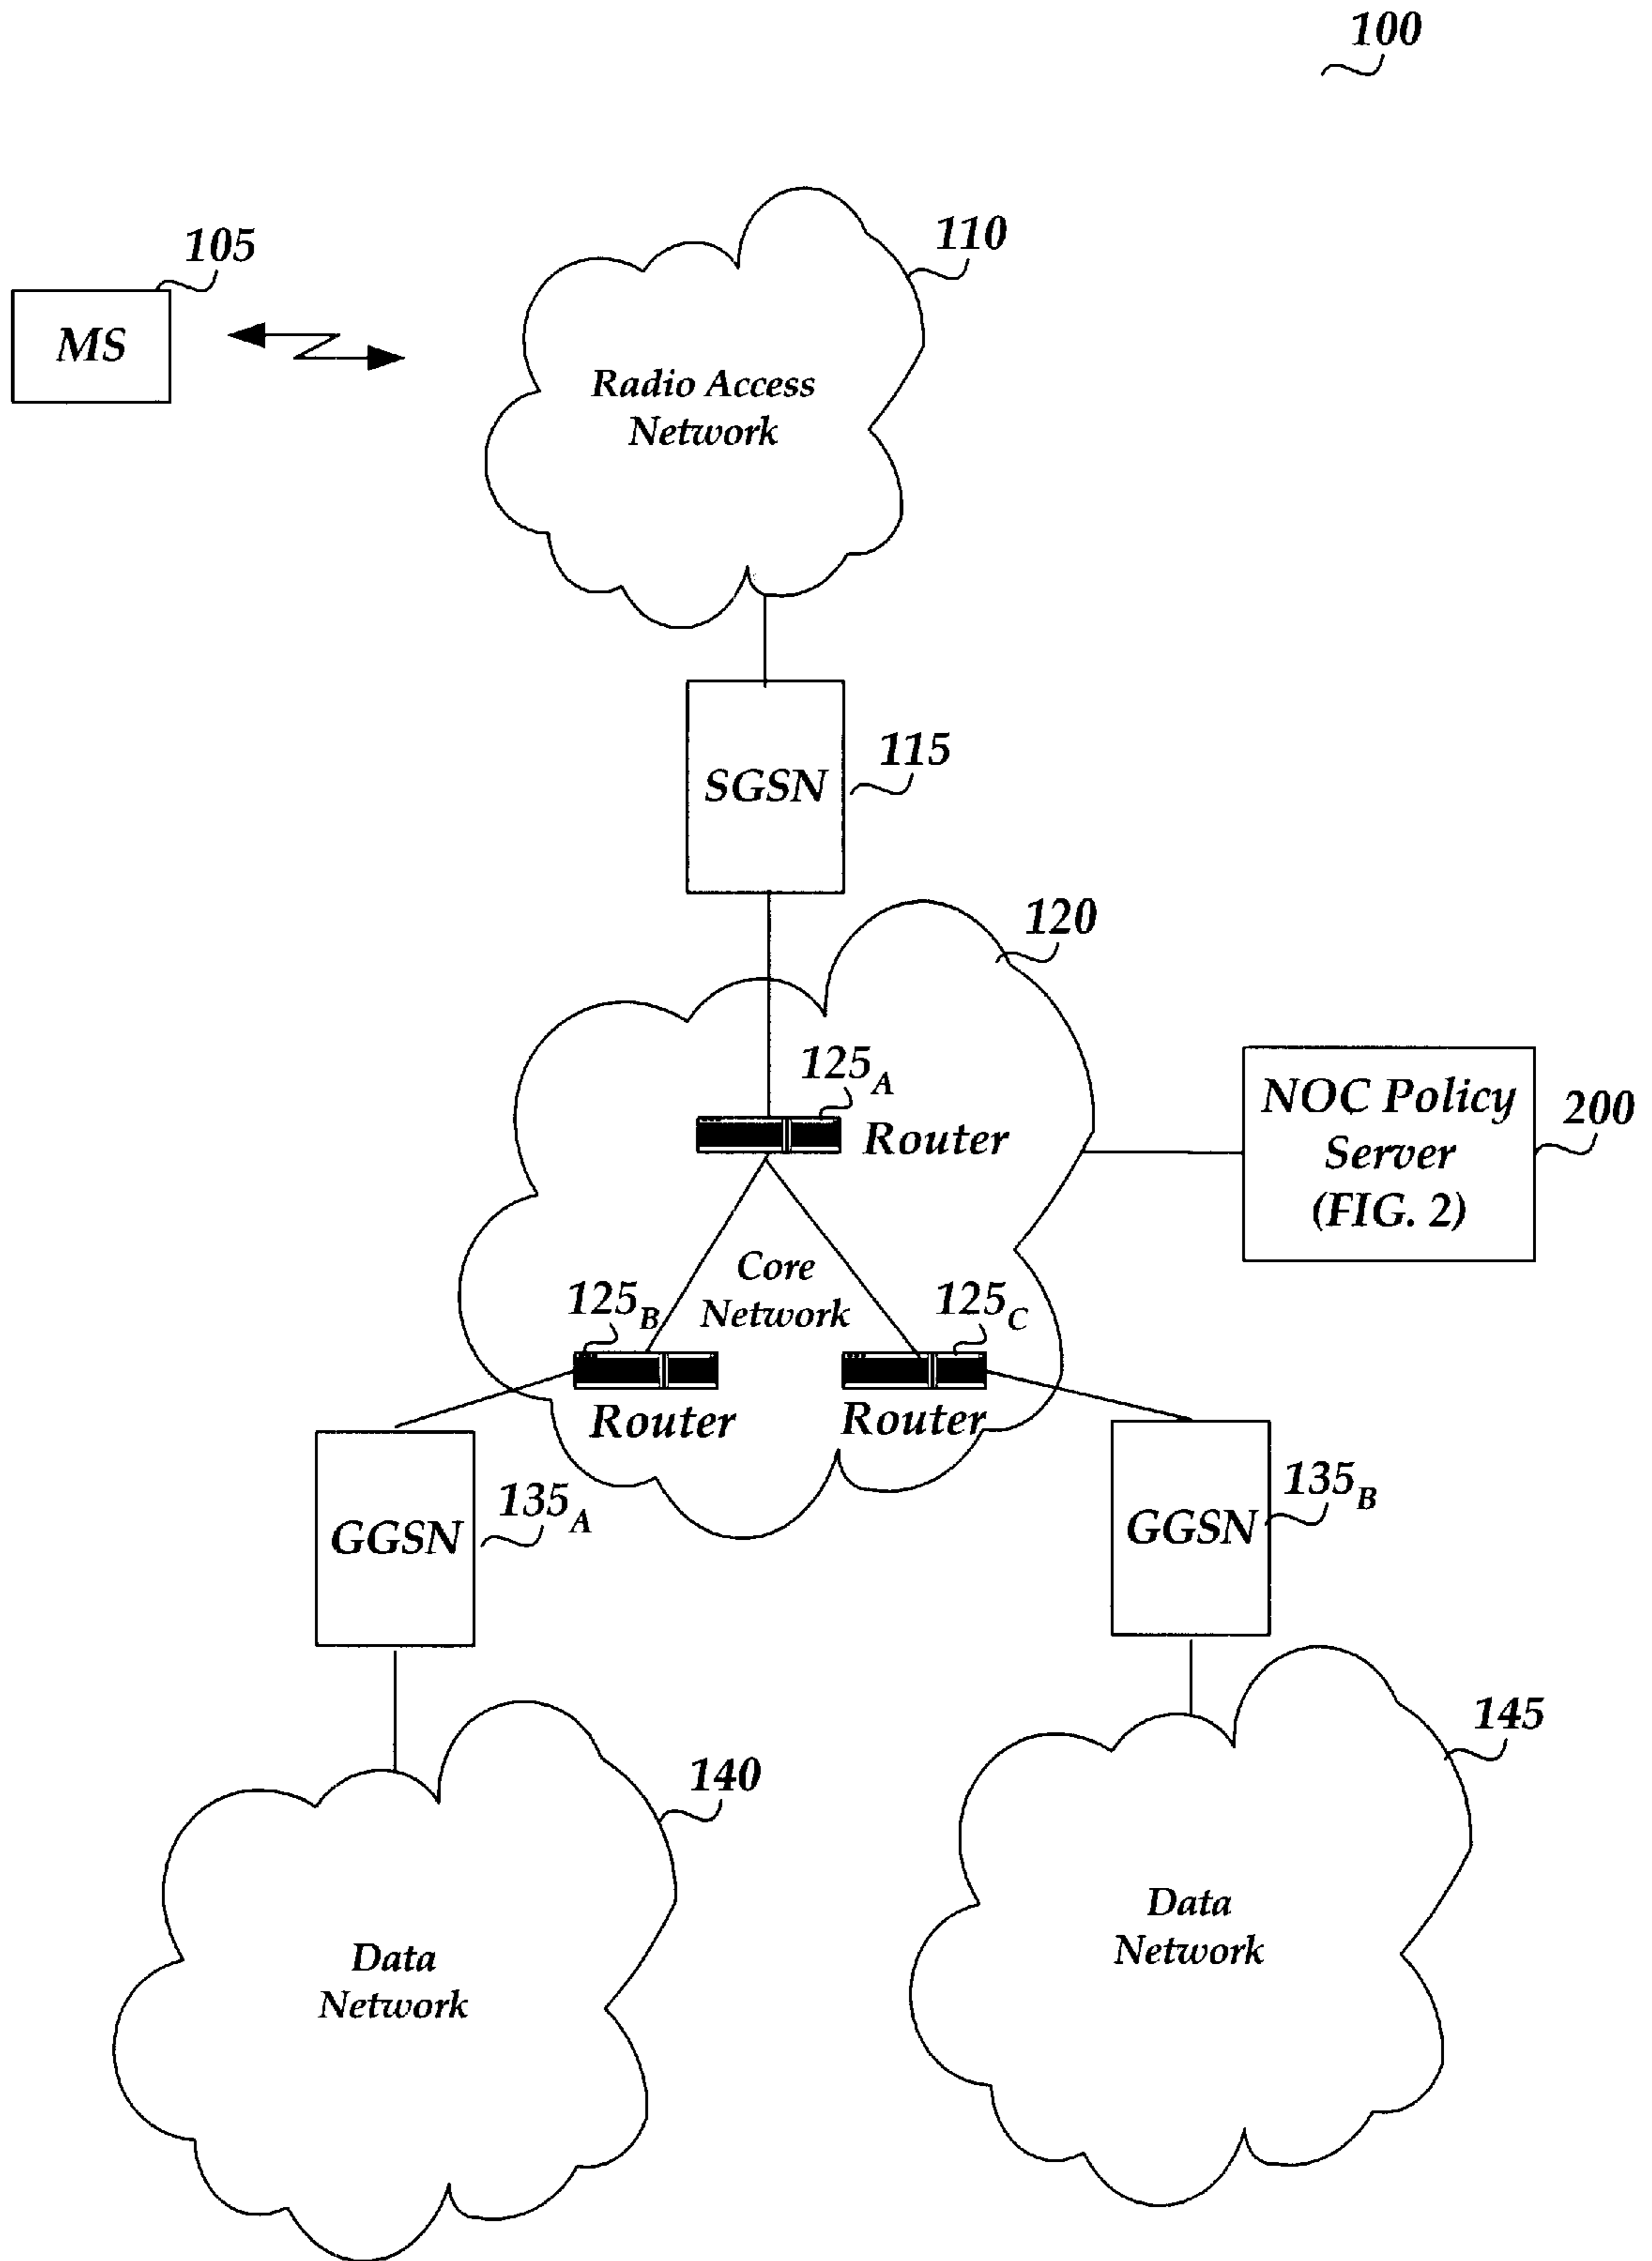 100
105
110
MS
Radio Access
Network
115
SGSN
120
125A
Router
NOC Policy
Server
(FIG. 2)
200
Core
Network
125B
125C
Router
Router
135A
GGSN
135B
GGSN
140
145
Data
Network
Data
Network